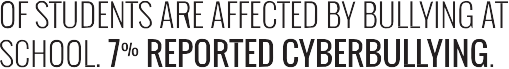 OF STUDENTS ARE AFFECTED BY BULLYING AT
SCHOOL. 7% REPORTED CYBERBULLYING.